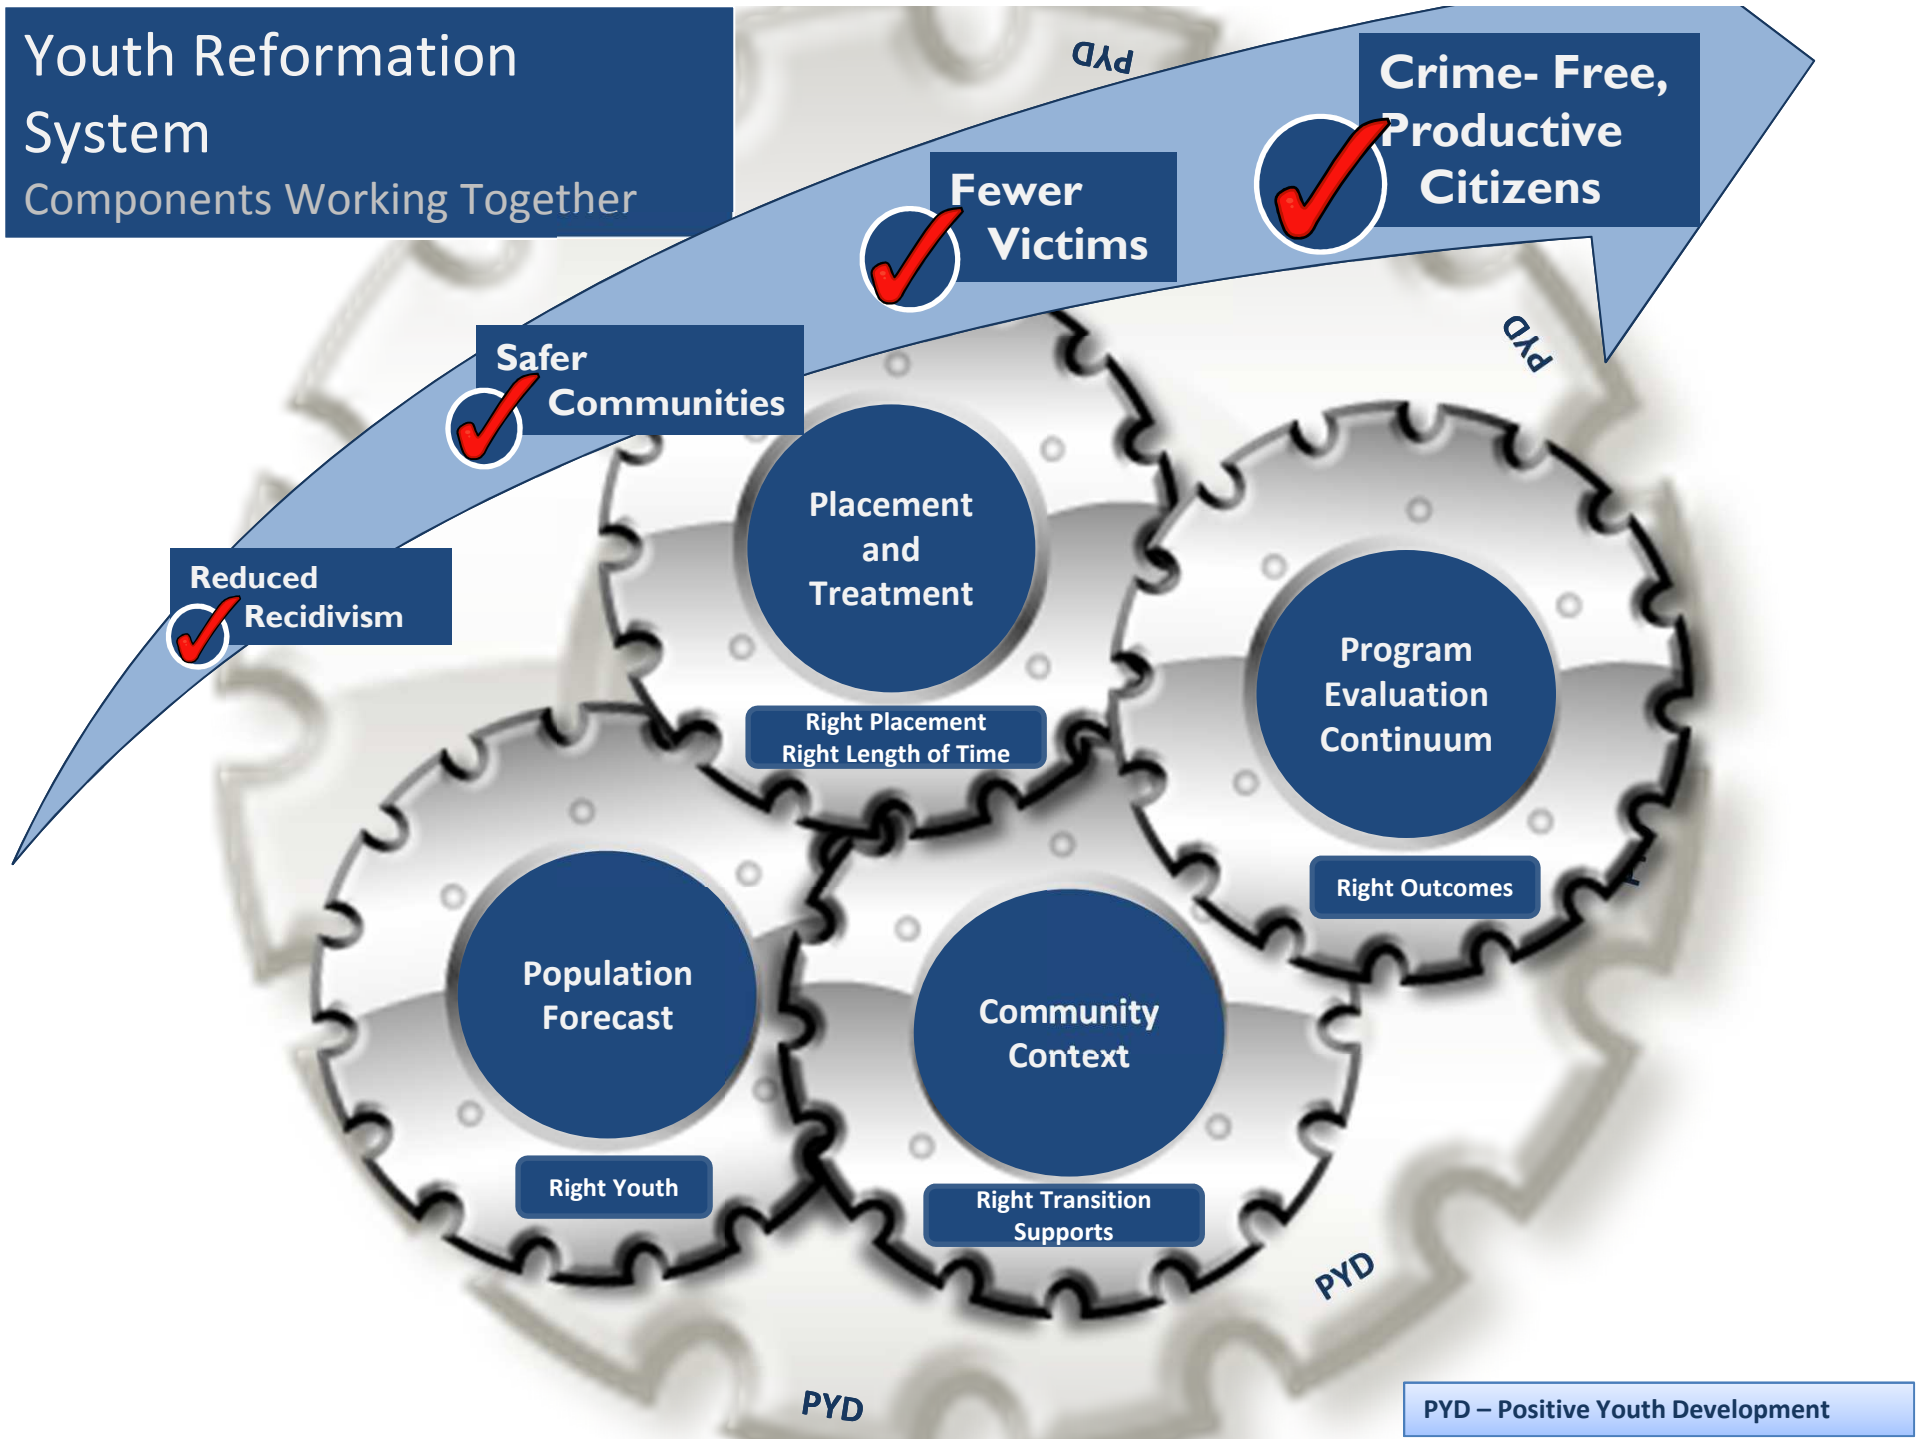 Youth Reformation
System
Components Working Together
PYD
Crime- Free,
Productive
Citizens
Fewer
Victims
PYD
Safer
Communities
Reduced
Recidivism
Placement
and
Treatment
Right Placement
Right Length of Time
Program
Evaluation
Continuum
Right Outcomes
Population
Forecast
Right Youth
Community
Context
Right Transition
Supports
PYD
PYD
PYD – Positive Youth Development